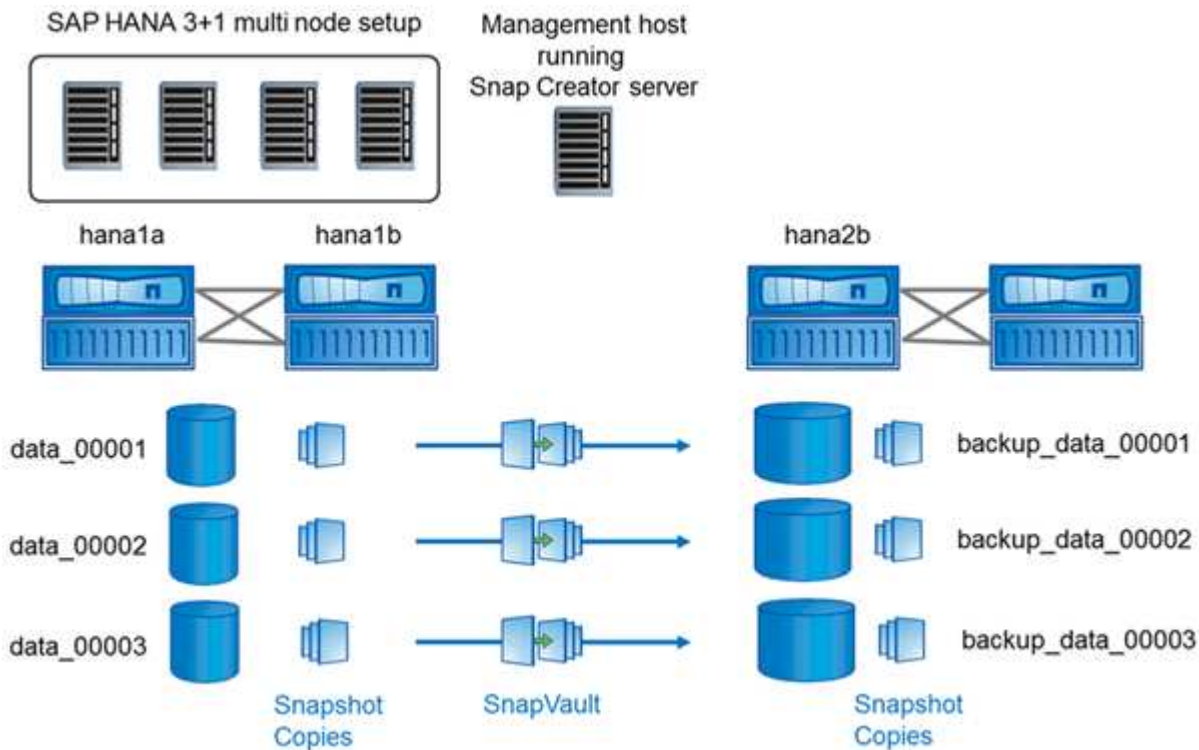 SAP HANA 3+1 multi node setup
Management host
running
Snap Creator server
hana1a
hana1b
hana2b
data_00001
backup_data_00001
data_00002
backup_data_00002
data_00003
backup_data_00003
Snapshot
Copies
SnapVault
Snapshot
Copies